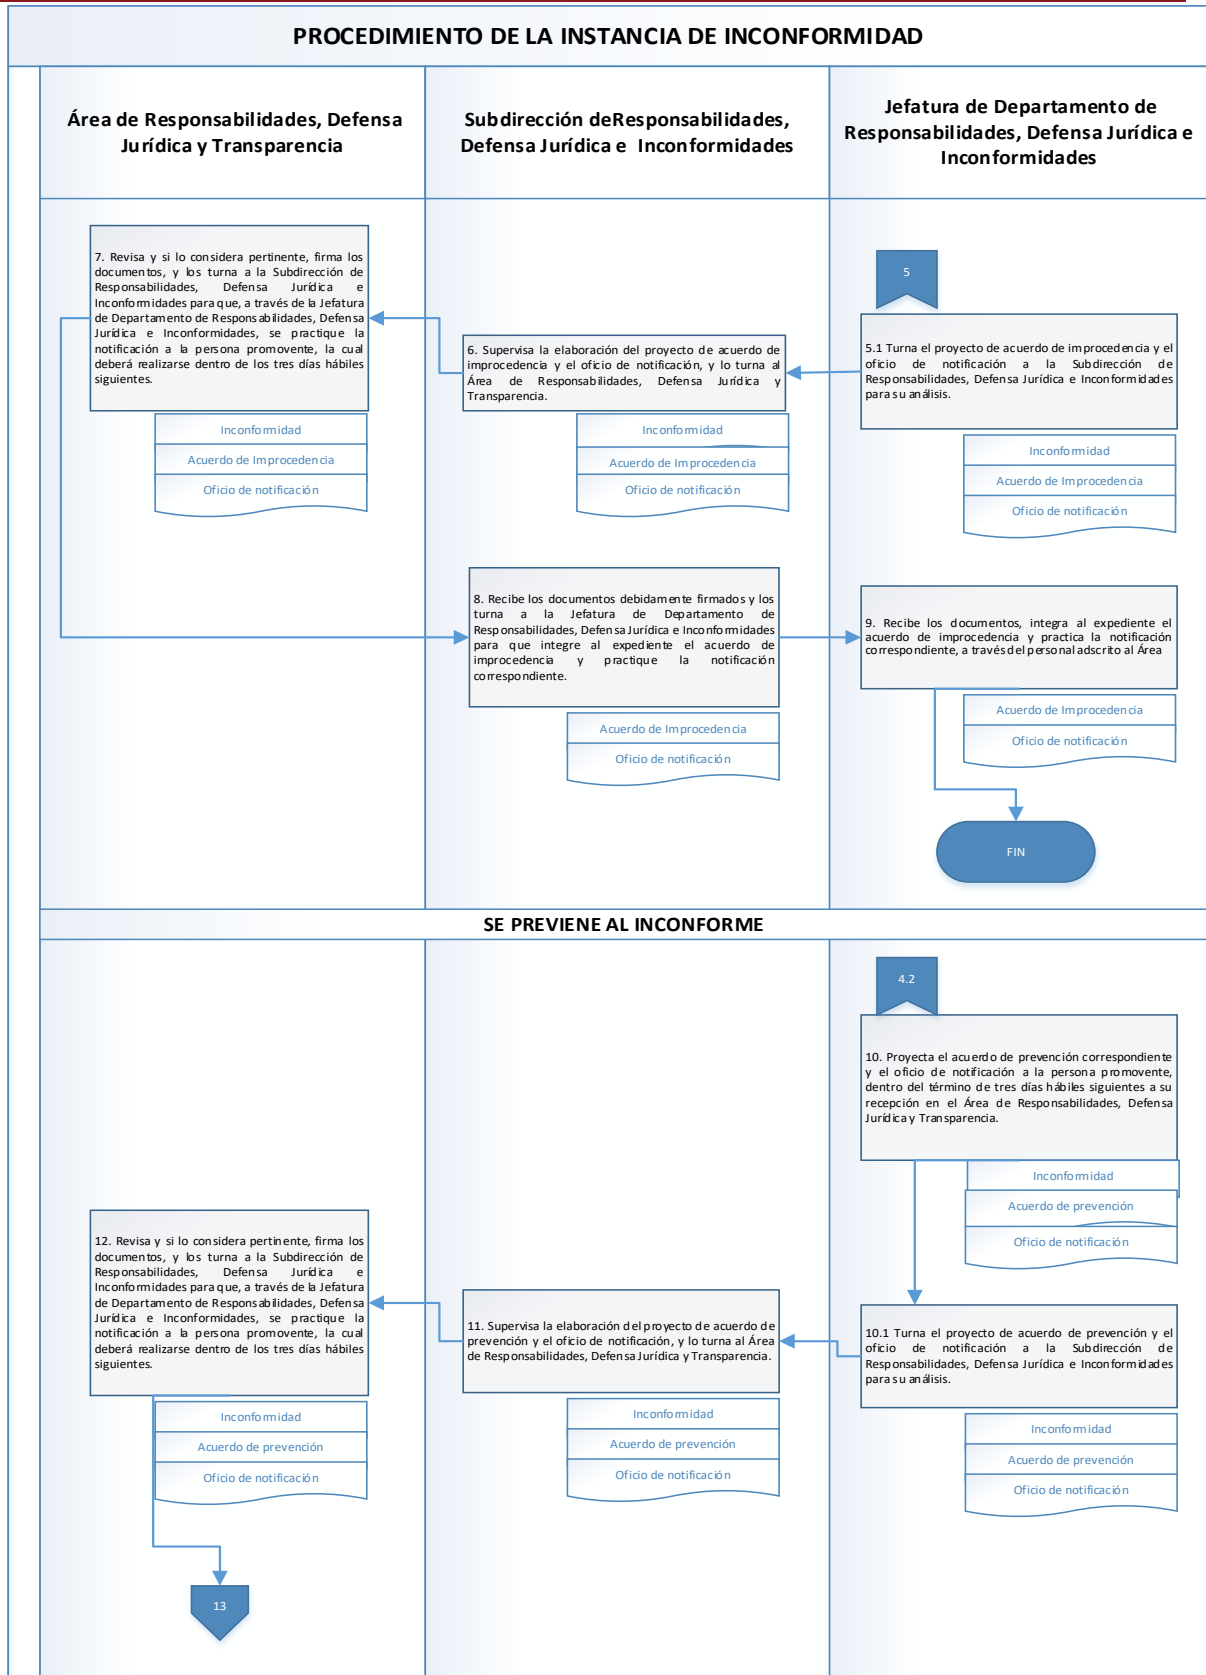 PROCEDIMIENTO DE LA INSTANCIA DE INCONFORMIDAD
Área de Responsabilidades, Defensa
Jurídica y Transparencia
Subdirección deResponsabilidades,
Defensa Jurídica e Inconformidades
Jefatura de Departamento de
Responsabilidades, Defensa Jurídica e
Inconformidades
5
5.1 Turna el proyecto de acuerdo de improcedencia y el
oficio de notificación a la Subdirección de
Responsabilidades, Defensa Jurídica e Inconformidades
para su análisis.
Inconformidad
Acuerdo de Improcedencia
Oficio de notificación
6. Supervisa la elaboración del proyecto de acuerdo de
improcedencia y el oficio de notificación, y lo turna al
Área de Responsabilidades, Defensa Jurídica y
Transparencia.
Inconformidad
Acuerdo de Improcedencia
Oficio de notificación
7. Revisa y si lo considera pertinente, firma los
documentos, y los turna a la Subdirección de
Responsabilidades, Defensa Jurídica e
Inconformidades para que, a través de la Jefatura
de Departamento de Responsabilidades, Defensa
Jurídica e Inconformidades, se practique la
notificación a la persona promovente, la cual
deberá realizarse dentro de los tres días hábiles
siguientes.
Inconformidad
Acuerdo de Improcedencia
Oficio de notificación
8. Recibe los documentos debidamente firmados y los
turna a la Jefatura de Departamento de
Responsabilidades, Defensa Jurídica e Inconformidades
para que integre al expediente el acuerdo de
improcedencia y practique la notificación
correspondiente.
Acuerdo de Improcedencia
Oficio de notificación
9. Recibe los documentos, integra al expediente el
acuerdo de improcedencia y practica la notificación
correspondiente, a través del personal adscrito al Área
Acuerdo de Improcedencia
Oficio de notificación
FIN
SE PREVIENE AL INCONFORME
4.2
10. Proyecta el acuerdo de prevención correspondiente
y el oficio de notificación a la persona promovente,
dentro del término de tres días hábiles siguientes a su
recepción en el Área de Responsabilidades, Defensa
Jurídica y Transparencia.
Inconformidad
Acuerdo de prevención
Oficio de notificación
10.1 Turna el proyecto de acuerdo de prevención y el
oficio de notificación a la Subdirección de
Responsabilidades, Defensa Jurídica e Inconformidades
para su análisis.
Inconformidad
Acuerdo de prevención
Oficio de notificación
11. Supervisa la elaboración del proyecto de acuerdo de
prevención y el oficio de notificación, y lo turna al Área
de Responsabilidades, Defensa Jurídica y Transparencia.
Inconformidad
Acuerdo de prevención
Oficio de notificación
12. Revisa y si lo considera pertinente, firma los
documentos, y los turna a la Subdirección de
Responsabilidades, Defensa Jurídica e
Inconformidades para que, a través de la Jefatura
de Departamento de Responsabilidades, Defensa
Jurídica e Inconformidades, se practique la
notificación a la persona promovente, la cual
deberá realizarse dentro de los tres días hábiles
siguientes.
Inconformidad
Acuerdo de prevención
Oficio de notificación
13